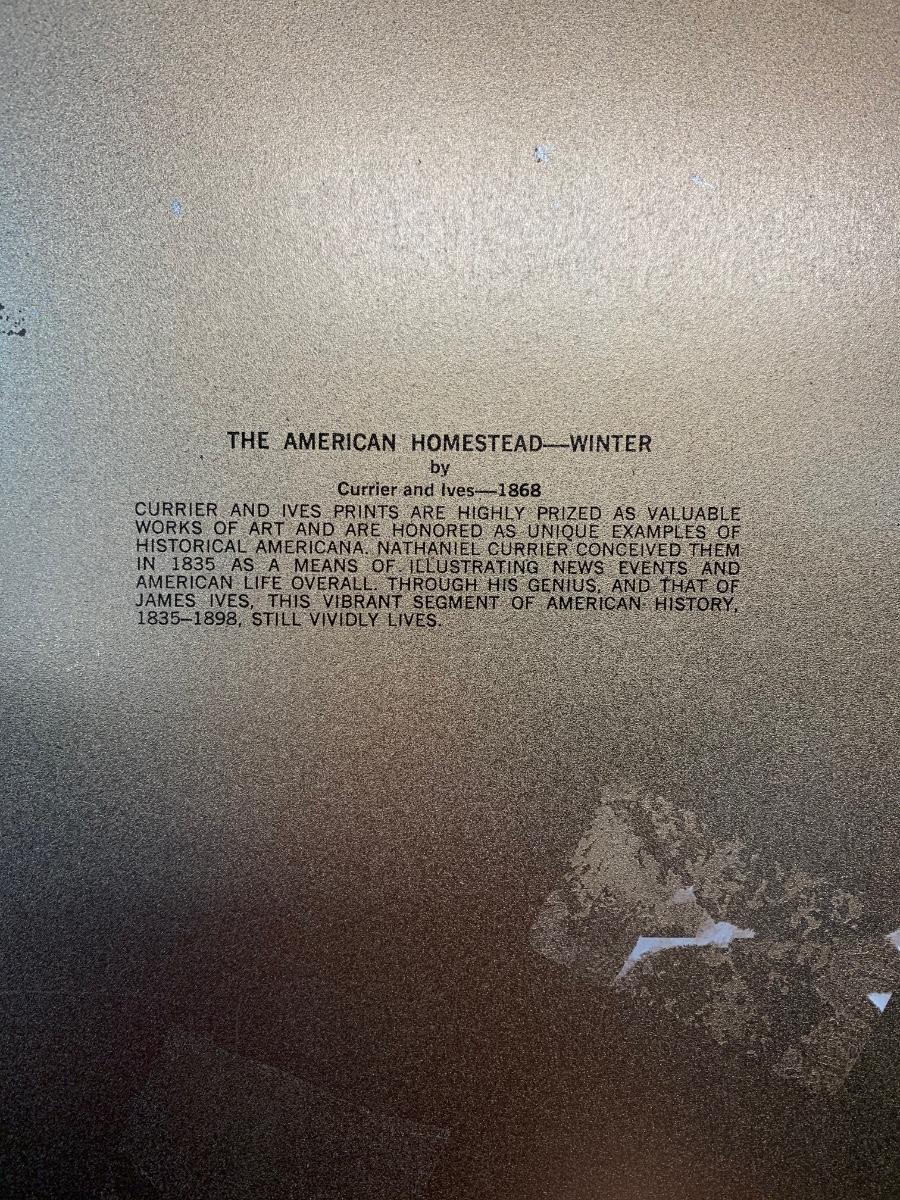 THE AMERICAN HOMESTEAD—WINTER
by
Currier and Ives—1868
CURRIER AND IVES PRINTS ARE HIGHLY PRIZED AS VALUABLE
WORKS OF ART AND ARE HONORED AS UNIQUE EXAMPLES OF
HISTORICAL AMERICANA. NATHANIEL CURRIER CONCEIVED THEM
IN 1835 AS A MEANS OF ILLUSTRATING NEWS EVENTS AND
AMERICAN LIFE OVERALL. THROUGH HIS GENIUS, AND THAT OF
JAMES IVES, THIS VIBRANT SEGMENT OF AMERICAN HISTORY,
1835–1898, STILL VIVIDLY LIVES.